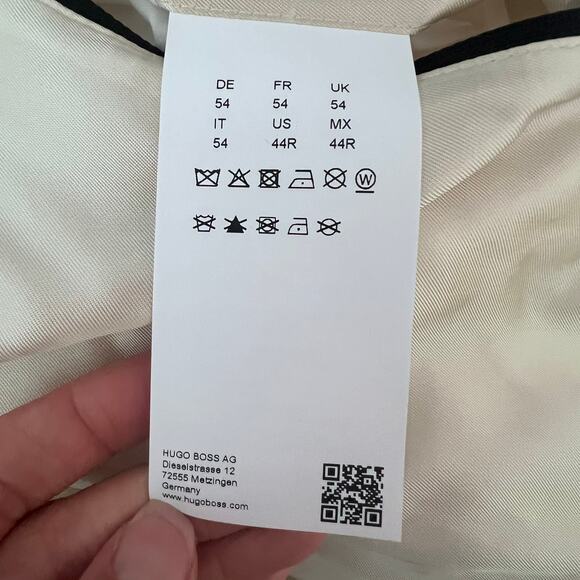 DE FR UK
54 54 54
IT US MX
54 44R 44R
W
HUGO BOSS AG
Dieselstrasse 12
72555 Metzingen
Germany
www.hugoboss.com